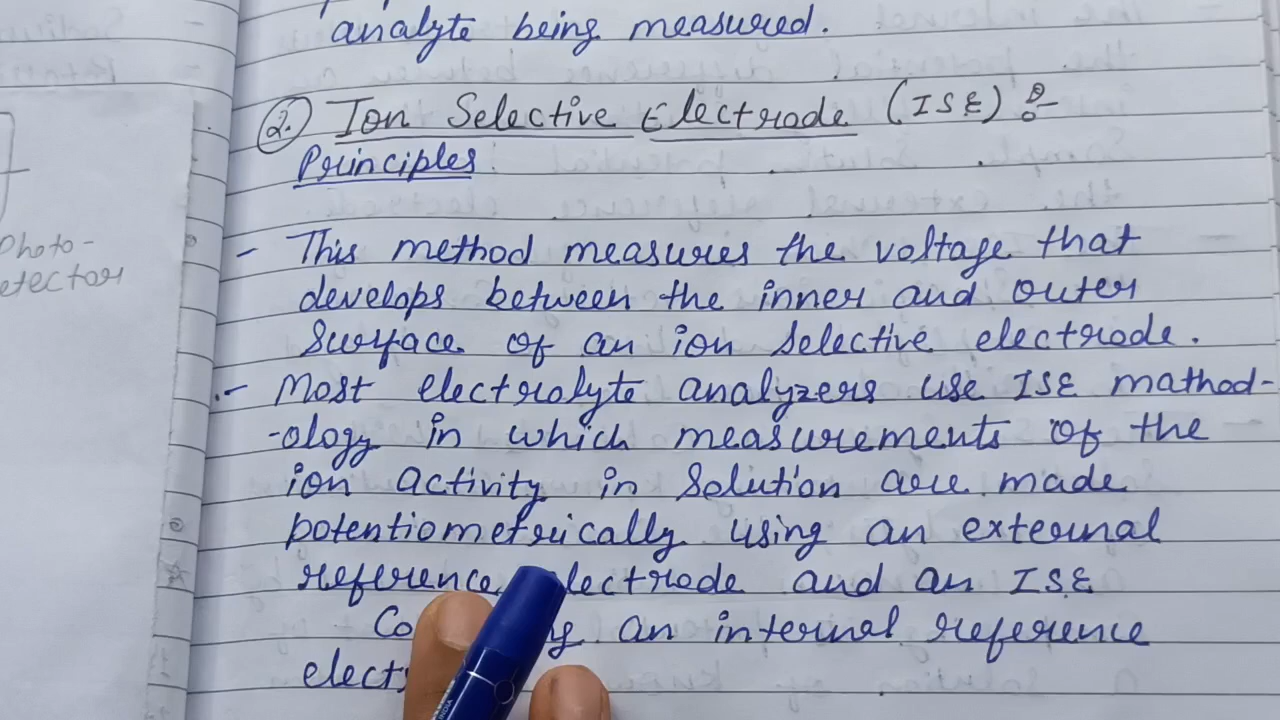 analyte being measured.
2. Ion Selective Electrode (ISE) :-
Principles
- This method measures the voltage that
develops between the inner and outer
surface of an ion selective electrode.
- Most electrolyte analyzers use ISE mathod-
-ology in which measurements of the
ion activity in solution are made
potentiometrically using an external
reference electrode and an ISE
an internal reference
Photo-